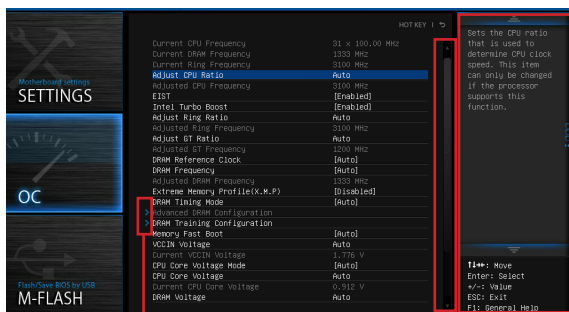 HOT KEY
Motherboard settings
SETTINGS
OC
Flash/Save BIOS by USB
M-FLASH
Current CPU Frequency 31 x 100.00 MHz
Current DRAM Frequency 1333 MHz
Current Ring Frequency 3100 MHz
Adjust CPU Ratio Auto
Adjusted CPU Frequency 3100 MHz
EIST [Enabled]
Intel Turbo Boost [Enabled]
Adjust Ring Ratio Auto
Adjusted Ring Frequency 3100 MHz
Adjust GT Ratio Auto
Adjusted GT Frequency 1200 MHz
DRAM Reference Clock [Auto]
DRAM Frequency [Auto]
Adjusted DRAM Frequency 1333 MHz
Extreme Memory Profile(X.M.P) [Disabled]
DRAM Timing Mode [Auto]
> Advanced DRAM Configuration
> DRAM Training Configuration
Memory Fast Boot [Auto]
VCCIN Voltage Auto
Current VCCIN Voltage 1.776 V
CPU Core Voltage Mode [Auto]
CPU Core Voltage Auto
Current CPU Core Voltage 0.912 V
DRAM Voltage Auto
Sets the CPU ratio
that is used to
determine CPU clock
speed. This item
can only be changed
if the processor
supports this
function.
↑↓→←: Move
Enter: Select
+/-: Value
ESC: Exit
F1: General Help